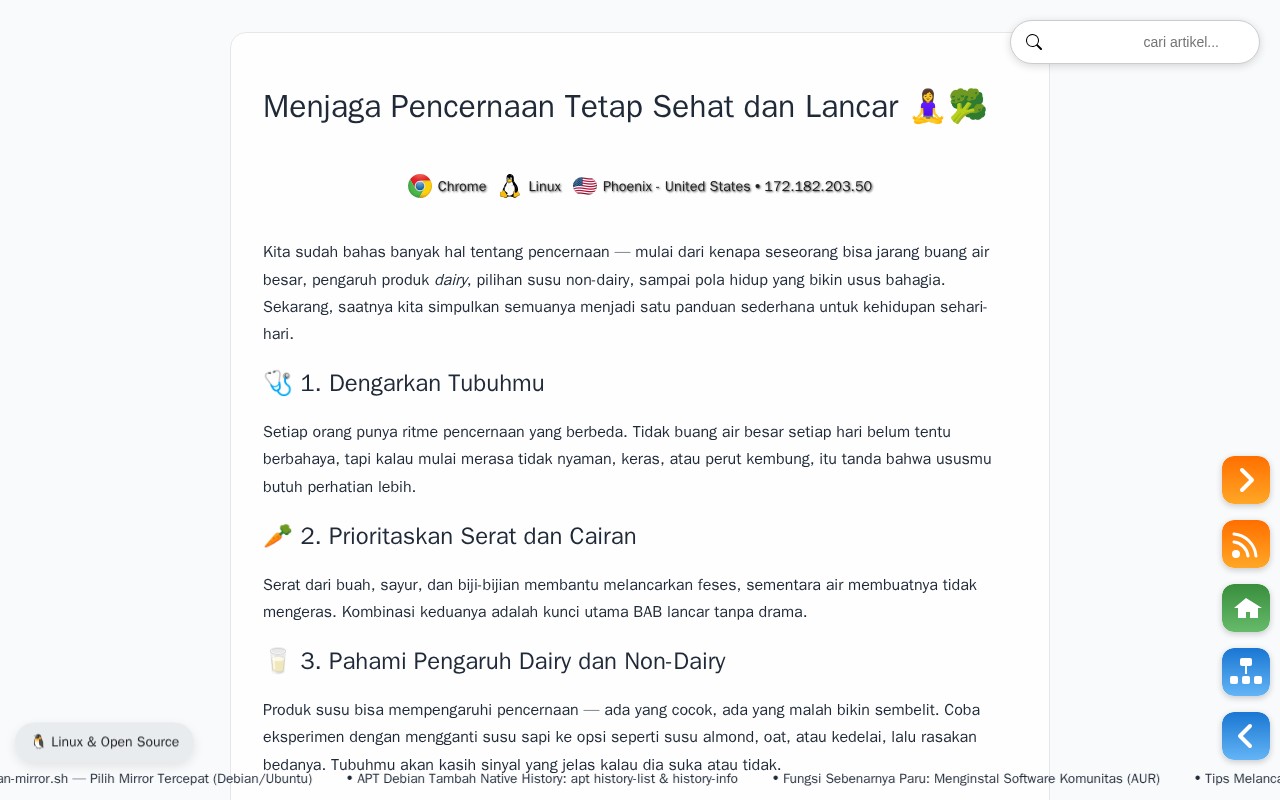 cari artikel...
Menjaga Pencernaan Tetap Sehat dan Lancar 🧘‍♀️🥦
Chrome Linux Phoenix - United States • 172.182.203.50
Kita sudah bahas banyak hal tentang pencernaan — mulai dari kenapa seseorang bisa jarang buang air
besar, pengaruh produk dairy, pilihan susu non-dairy, sampai pola hidup yang bikin usus bahagia.
Sekarang, saatnya kita simpulkan semuanya menjadi satu panduan sederhana untuk kehidupan sehari-
hari.
🩺 1. Dengarkan Tubuhmu
Setiap orang punya ritme pencernaan yang berbeda. Tidak buang air besar setiap hari belum tentu
berbahaya, tapi kalau mulai merasa tidak nyaman, keras, atau perut kembung, itu tanda bahwa ususmu
butuh perhatian lebih.
🥕 2. Prioritaskan Serat dan Cairan
Serat dari buah, sayur, dan biji-bijian membantu melancarkan feses, sementara air membuatnya tidak
mengeras. Kombinasi keduanya adalah kunci utama BAB lancar tanpa drama.
🥛 3. Pahami Pengaruh Dairy dan Non-Dairy
Produk susu bisa mempengaruhi pencernaan — ada yang cocok, ada yang malah bikin sembelit. Coba
eksperimen dengan mengganti susu sapi ke opsi seperti susu almond, oat, atau kedelai, lalu rasakan
bedanya. Tubuhmu akan kasih sinyal yang jelas kalau dia suka atau tidak.
🐧 Linux & Open Source
an-mirror.sh — Pilih Mirror Tercepat (Debian/Ubuntu) • APT Debian Tambah Native History: apt history-list & history-info • Fungsi Sebenarnya Paru: Menginstal Software Komunitas (AUR) • Tips Melanca